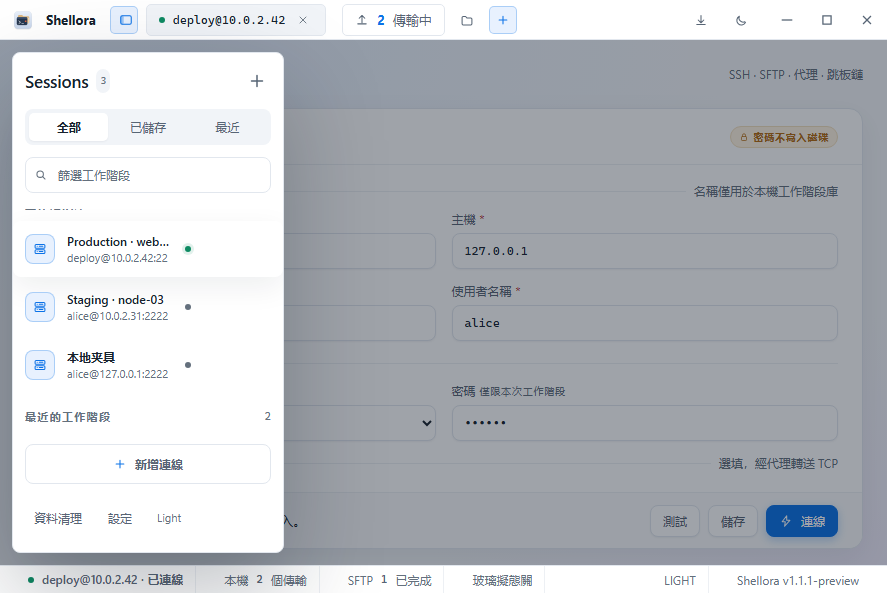 Shellora
deploy@10.0.2.42
2 傳輸中
SSH · SFTP · 代理 · 跳板鏈
Sessions 3
全部 已儲存 最近
篩選工作階段
密碼不寫入磁碟
名稱僅用於本機工作階段庫
Production · web...
deploy@10.0.2.42:22
Staging · node-03
alice@10.0.2.31:2222
本地夹具
alice@127.0.0.1:2222
最近的工作階段 2
新增連線
資料清理 設定 Light
主機 *
127.0.0.1
使用者名稱 *
alice
密碼 僅限本次工作階段
••••••
選填，經代理轉送 TCP
入。
測試 儲存 連線
deploy@10.0.2.42 · 已連線 本機 2 個傳輸 SFTP 1 已完成 玻璃擬態關 LIGHT Shellora v1.1.1-preview